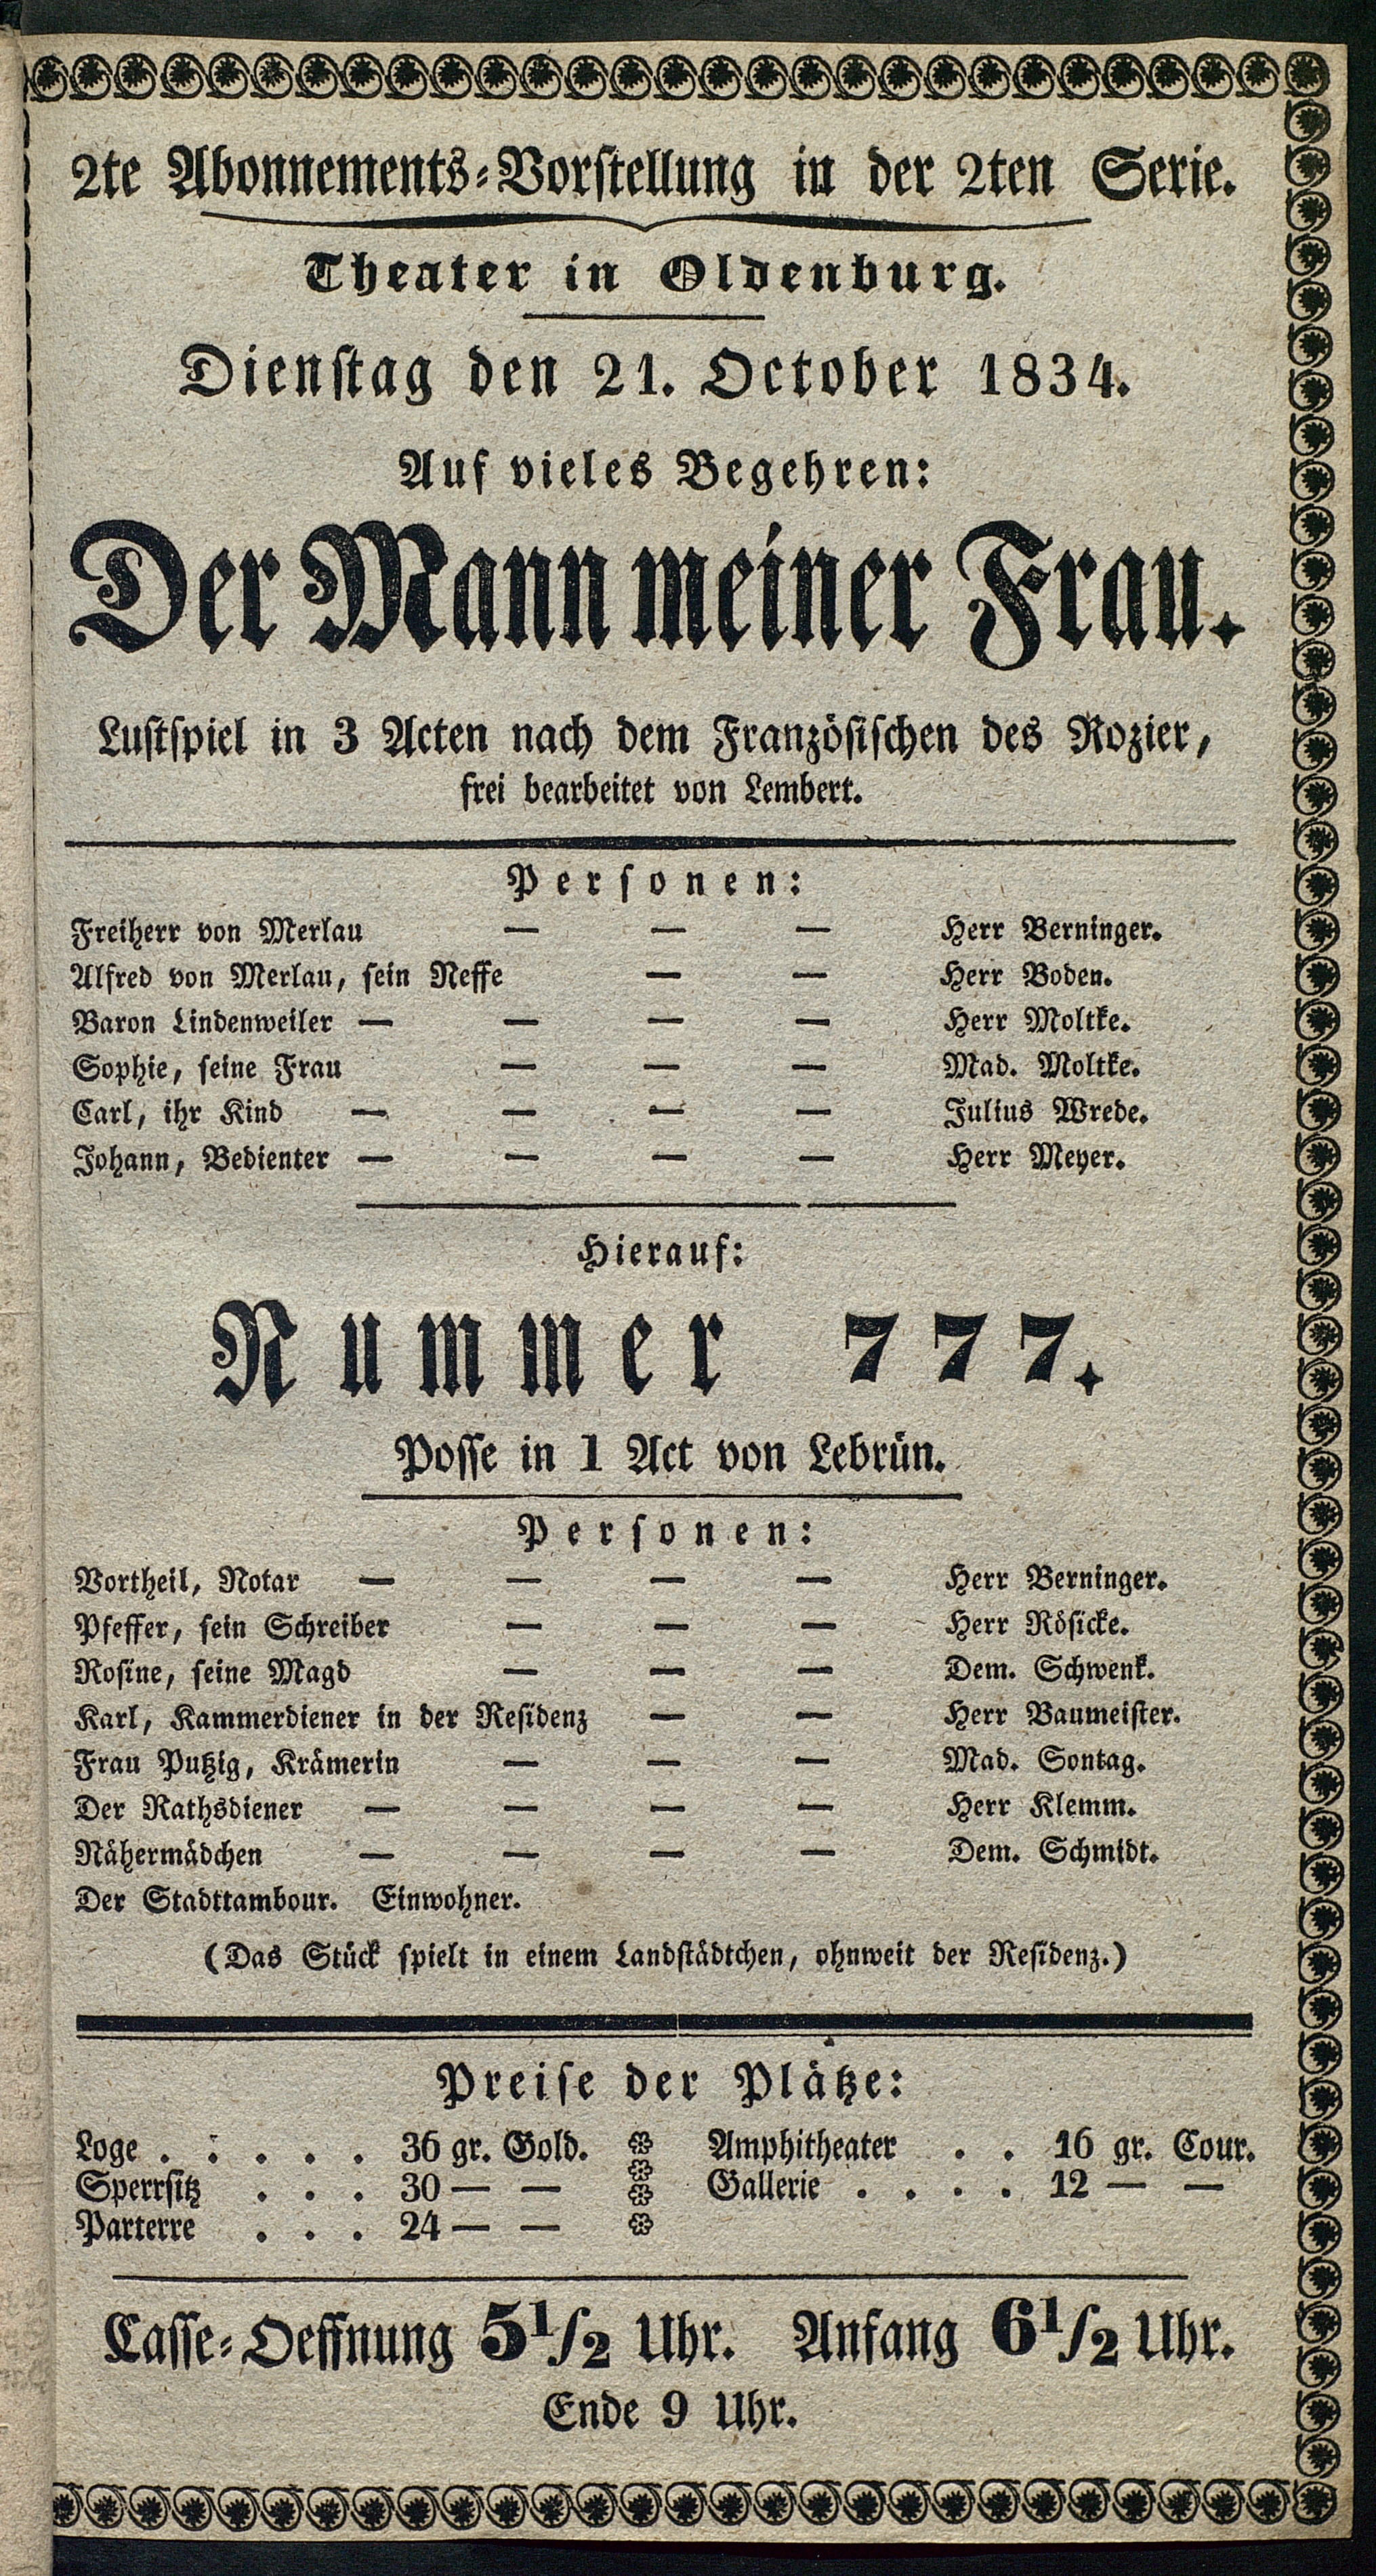 2te Abonnements-Vorstellung in der 2ten Serie.
Theater in Oldenburg.
Dienstag den 21. October 1834.
Auf vieles Begehren:
Der Mann meiner Frau.
Lustspiel in 3 Acten nach dem Französischen des Rozier,
frei bearbeitet von Lembert.
Personen:
Freiherr von Merlau — — — Herr Berninger.
Alfred von Merlau, sein Neffe — — Herr Boden.
Baron Lindenweiler — — — — Herr Moltke.
Sophie, seine Frau — — — Mad. Moltke.
Carl, ihr Kind — — — — Julius Wrede.
Johann, Bedienter — — — — Herr Meyer.
Hierauf:
Nummer 777.
Posse in 1 Act von Lebrün.
Personen:
Vortheil, Notar — — — — Herr Berninger.
Pfeffer, sein Schreiber — — — Herr Rösicke.
Rosine, seine Magd — — — Dem. Schwenk.
Karl, Kammerdiener in der Residenz — — Herr Baumeister.
Frau Putzig, Krämerin — — — Mad. Sontag.
Der Rathsdiener — — — — Herr Klemm.
Nähermädchen — — — — Dem. Schmidt.
Der Stadttambour. Einwohner.
(Das Stück spielt in einem Landstädtchen, ohnweit der Residenz.)
Preise der Plätze:
Loge . . . . . 36 gr. Gold. Amphitheater . . 16 gr. Cour.
Sperrsitz . . . 30 — — Gallerie . . . . 12 — —
Parterre . . . 24 — —
Casse-Oeffnung 5 1/2 Uhr. Anfang 6 1/2 Uhr.
Ende 9 Uhr.